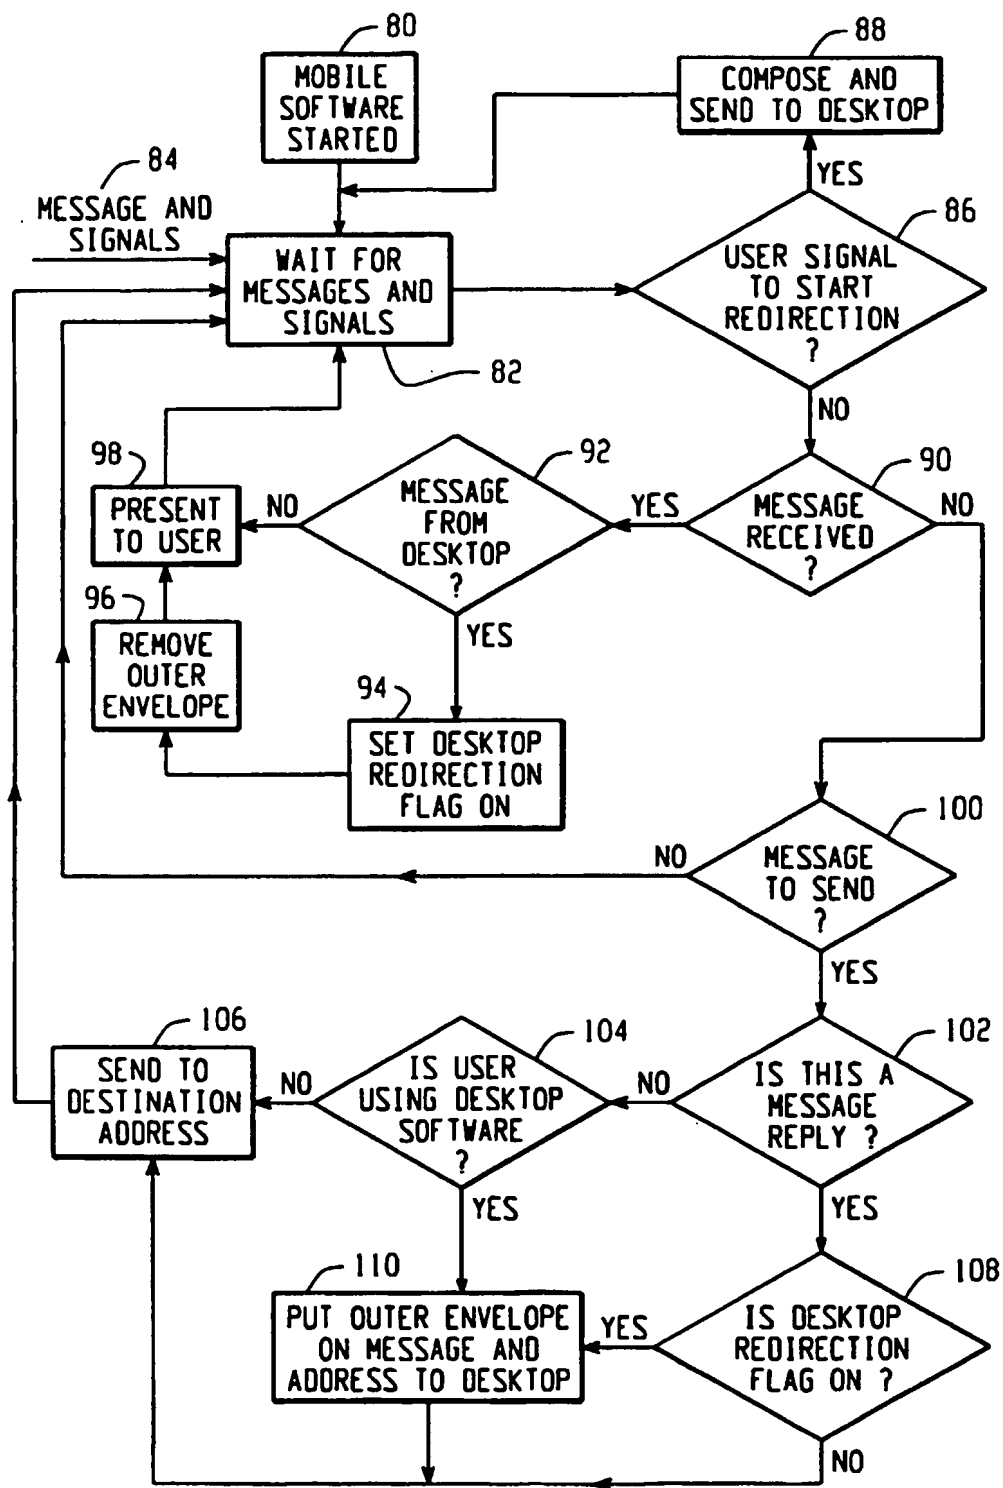 80
MOBILE
SOFTWARE
STARTED
88
COMPOSE AND
SEND TO DESKTOP
84
MESSAGE AND
SIGNALS
YES
86
WAIT FOR
MESSAGES AND
SIGNALS
82
USER SIGNAL
TO START
REDIRECTION
?
NO
98
PRESENT
TO USER
NO
92
MESSAGE
FROM
DESKTOP
?
YES
90
MESSAGE
RECEIVED
?
NO
96
REMOVE
OUTER
ENVELOPE
YES
94
SET DESKTOP
REDIRECTION
FLAG ON
100
NO
MESSAGE
TO SEND
?
YES
106
SEND TO
DESTINATION
ADDRESS
NO
104
IS USER
USING DESKTOP
SOFTWARE
?
NO
102
IS THIS A
MESSAGE
REPLY ?
YES
YES
110
PUT OUTER ENVELOPE
ON MESSAGE AND
ADDRESS TO DESKTOP
YES
108
IS DESKTOP
REDIRECTION
FLAG ON ?
NO